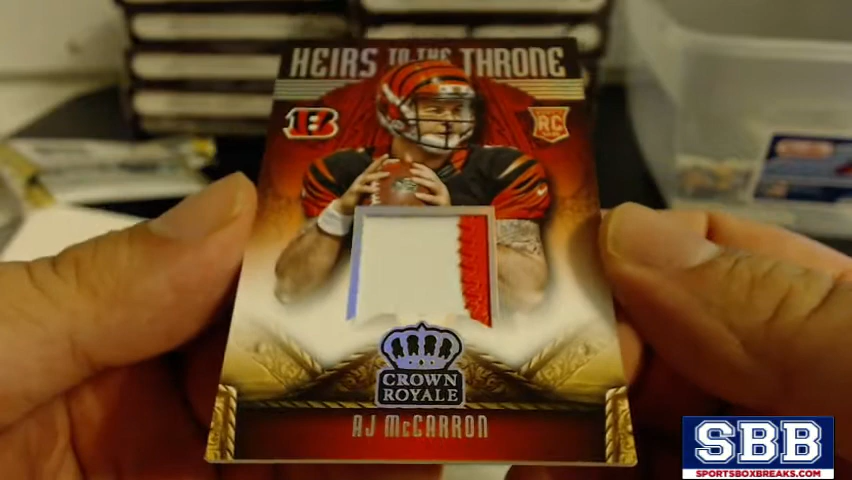 HEIRS TO THE THRONE
B
RC
CROWN
ROYALE
AJ McCARRON
SBB
SPORTSBOXBREAKS.COM